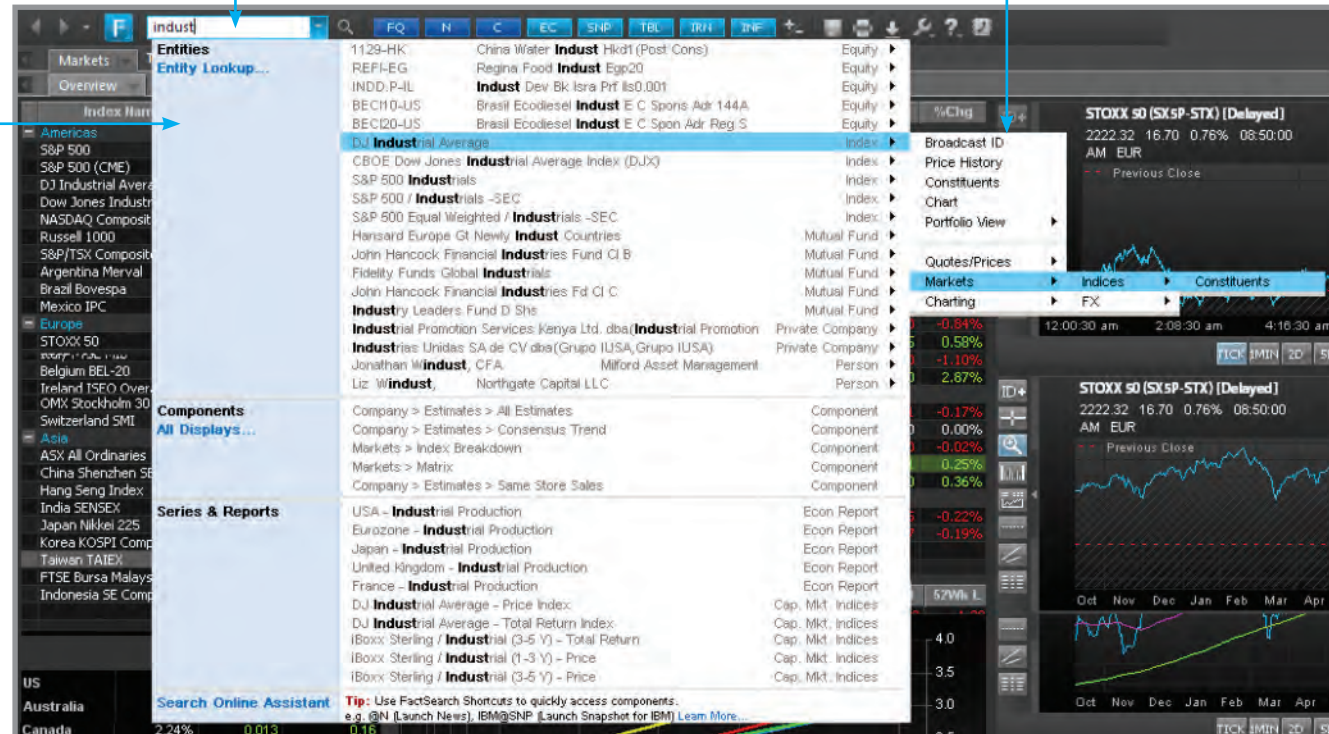 F
indust
FQ N C EC SNP TBL IRN INF
Markets
Overview
Index Nam
Americas
S&P 500
S&P 500 (CME)
DJ Industrial Avera
Dow Jones Industr
NASDAQ Composit
Russell 1000
S&P/TSX Composite
Argentina Merval
Brazil Bovespa
Mexico IPC
Europe
STOXX 50
Belgium BEL-20
Ireland ISEQ Over
OMX Stockholm 30
Switzerland SMI
Asia
ASX All Ordinaries
China Shenzhen SE
Hang Seng Index
India SENSEX
Japan Nikkei 225
Korea KOSPI Comp
Taiwan TAIEX
FTSE Bursa Malays
Indonesia SE Comp
US
Australia
Canada 2.24% 0.013 0.16
Entities
Entity Lookup...
1129-HK China Water Indust Hkd1 (Post Cons) Equity
REFI-EG Regina Food Indust Egp20 Equity
INDD.P-IL Indust Dev Bk Isra Prf Ils0.001 Equity
BECI10-US Brasil Ecodiesel Indust E C Spons Adr 144A Equity
BECI20-US Brasil Ecodiesel Indust E C Spon Adr Reg S Equity
DJ Industrial Average Index
CBOE Dow Jones Industrial Average Index (DJX) Index
S&P 500 Industrials Index
S&P 500 / Industrials -SEC Index
S&P 500 Equal Weighted / Industrials -SEC Index
Hansard Europe Gt Newly Indust Countries Mutual Fund
John Hancock Financial Industries Fund Cl B Mutual Fund
Fidelity Funds Global Industrials Mutual Fund
John Hancock Financial Industries Fd Cl C Mutual Fund
Industry Leaders Fund D Shs Mutual Fund
Industrial Promotion Services Kenya Ltd. dba(Industrial Promotion Private Company
Industrias Unidas SA de CV dba(Grupo IUSA,Grupo IUSA) Private Company
Jonathan Windust, CFA Milford Asset Management Person
Liz Windust, Northgate Capital LLC Person
Components
All Displays...
Company > Estimates > All Estimates Component
Company > Estimates > Consensus Trend Component
Markets > Index Breakdown Component
Markets > Matrix Component
Company > Estimates > Same Store Sales Component
Series & Reports
USA - Industrial Production Econ Report
Eurozone - Industrial Production Econ Report
Japan - Industrial Production Econ Report
United Kingdom - Industrial Production Econ Report
France - Industrial Production Econ Report
DJ Industrial Average - Price Index Cap. Mkt. Indices
DJ Industrial Average - Total Return Index Cap. Mkt. Indices
iBoxx Sterling / Industrial (3-5 Y) - Total Return Cap. Mkt. Indices
iBoxx Sterling / Industrial (1-3 Y) - Price Cap. Mkt. Indices
iBoxx Sterling / Industrial (3-5 Y) - Price Cap. Mkt. Indices
Search Online Assistant
Tip: Use FactSearch Shortcuts to quickly access components.
e.g. @N (Launch News), IBM@SNP (Launch Snapshot for IBM) Learn More...
%Chg
Broadcast ID
Price History
Constituents
Chart
Portfolio View
Quotes/Prices
Markets
Charting
Indices
FX
Constituents
-0.84%
0.58%
-1.10%
2.87%
-0.17%
0.00%
-0.02%
0.25%
0.36%
-0.22%
-0.19%
52Wk L
4.0
3.5
3.0
ID+
STOXX 50 (SX5P-STX) [Delayed]
2222.32 16.70 0.76% 08:50:00
AM EUR
Previous Close
12:00:30 am 2:08:30 am 4:16:30 am
TICK 1MIN 2D
ID+
STOXX 50 (SX5P-STX) [Delayed]
2222.32 16.70 0.76% 08:50:00
AM EUR
Previous Close
Oct Nov Dec Jan Feb Mar Apr
Oct Nov Dec Jan Feb Mar Apr
TICK 1MIN 2D